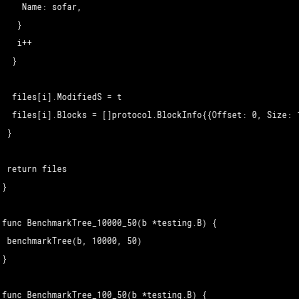 Name: sofar,
}
i++
}
files[i].ModifiedS = t
files[i].Blocks = []protocol.BlockInfo{{Offset: 0, Size:
}
return files
}
func BenchmarkTree_10000_50(b *testing.B) {
benchmarkTree(b, 10000, 50)
}
func BenchmarkTree_100_50(b *testing.B) {